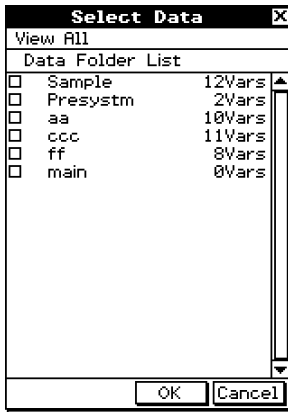 Select Data X
View All
Data Folder List
Sample 12Vars
Presystm 2Vars
aa 10Vars
ccc 11Vars
ff 8Vars
main 0Vars
OK Cancel